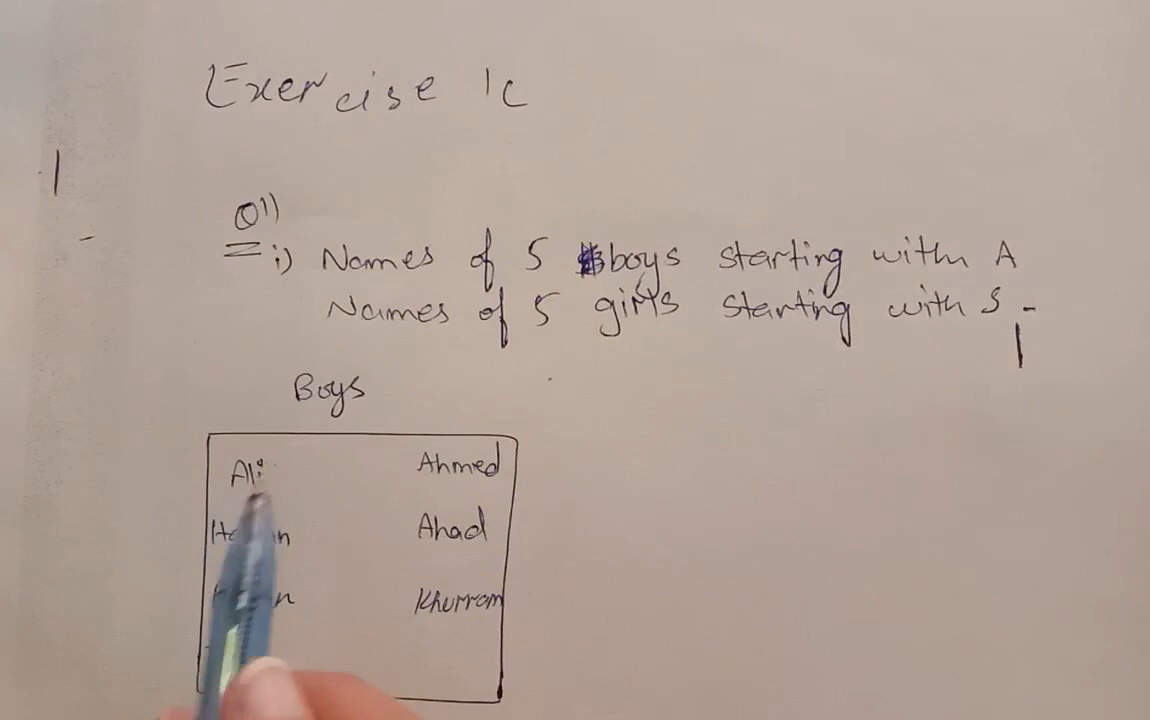 Exercise 1c
Q1)
i) Names of 5 boys starting with A
Names of 5 girls starting with S
Boys
Ali Ahmed
Ahad
Khurram